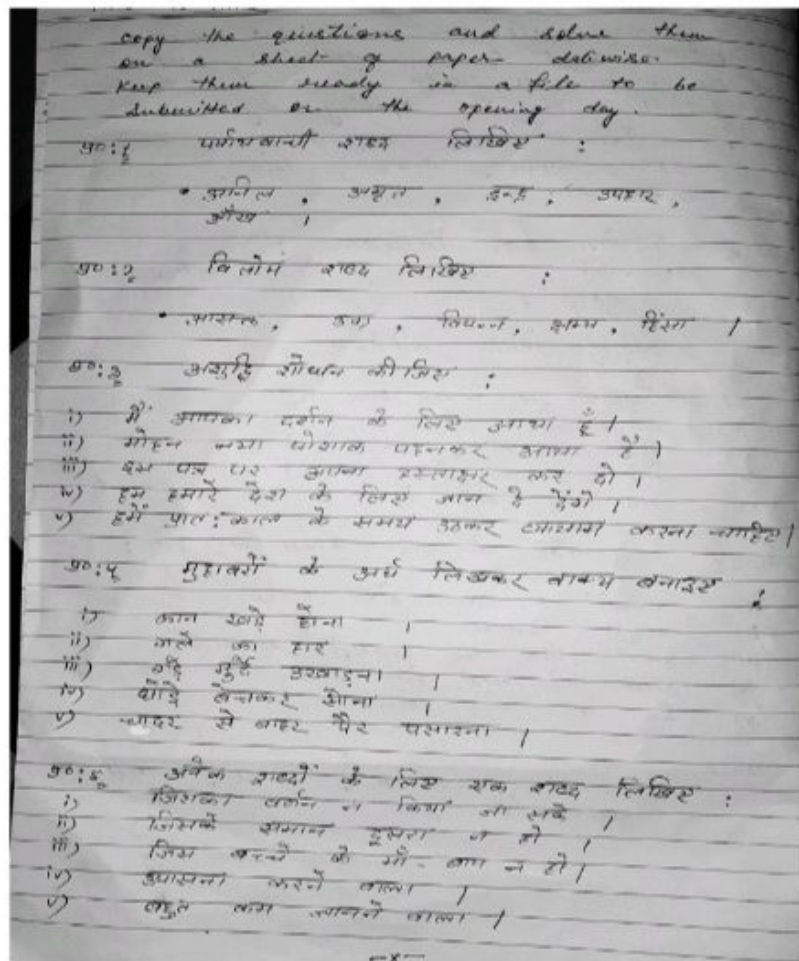 copy the questions and solve them
on a sheet of paper datewise.
Keep them ready in a file to be
submitted on the opening day.
प्र०:१ पर्यायवाची शब्द लिखिए :
• अनिल, अमृत, इन्द्र, उपहार,
आँख ।
प्र०:२ विलोम शब्द लिखिए :
• आसक्त, उग्र, विपन्न, क्षम्य, हिंसा ।
प्र०:३ अशुद्धि शोधन कीजिए :
i) मैं आपका दर्शन के लिए आया हूँ ।
ii) मोहन नया पोशाक पहनकर आया है ।
iii) इस पत्र पर अपना हस्ताक्षर कर दो ।
iv) हम हमारे देश के लिए जान दे देंगे ।
v) हमें प्रात:काल के समय उठकर व्यायाम करना चाहिए ।
प्र०:४ मुहावरों के अर्थ लिखकर वाक्य बनाइए :
i) कान खड़े होना ।
ii) गले का हार ।
iii) गड़े मुर्दे उखाड़ना ।
iv) घोड़े बेचकर सोना ।
v) चादर से बाहर पैर पसारना ।
प्र०:५ अनेक शब्दों के लिए एक शब्द लिखिए :
i) जिसका वर्णन न किया जा सके ।
ii) जिसके समान दूसरा न हो ।
iii) जिस बच्चे के माँ-बाप न हो ।
iv) उपासना करने वाला ।
v) बहुत कम जानने वाला ।
-x-